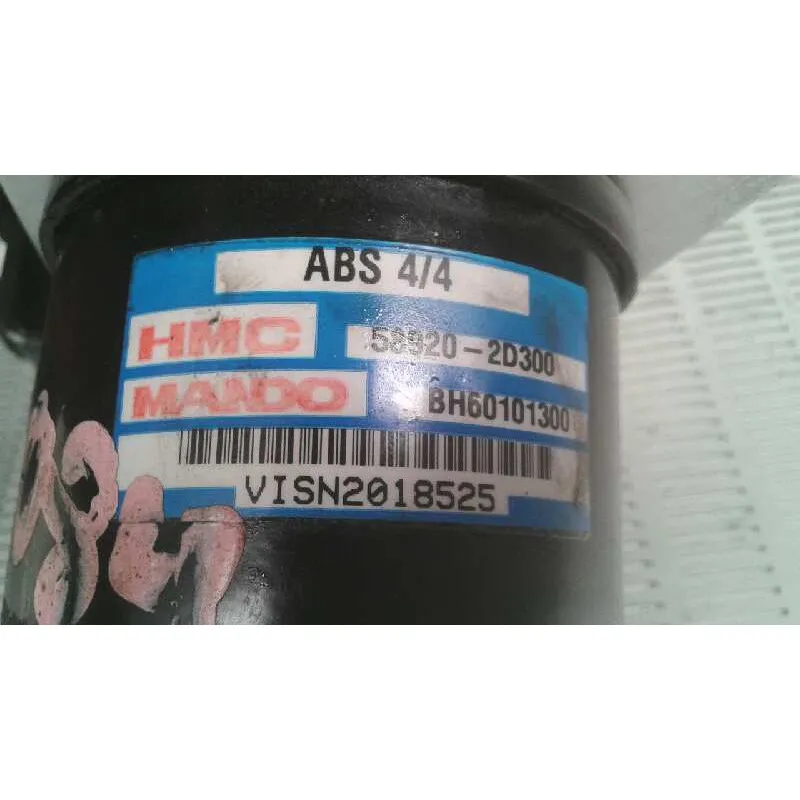 ABS 4/4
HMC 58920-2D300
MANDO BH60101300
VISN2018525